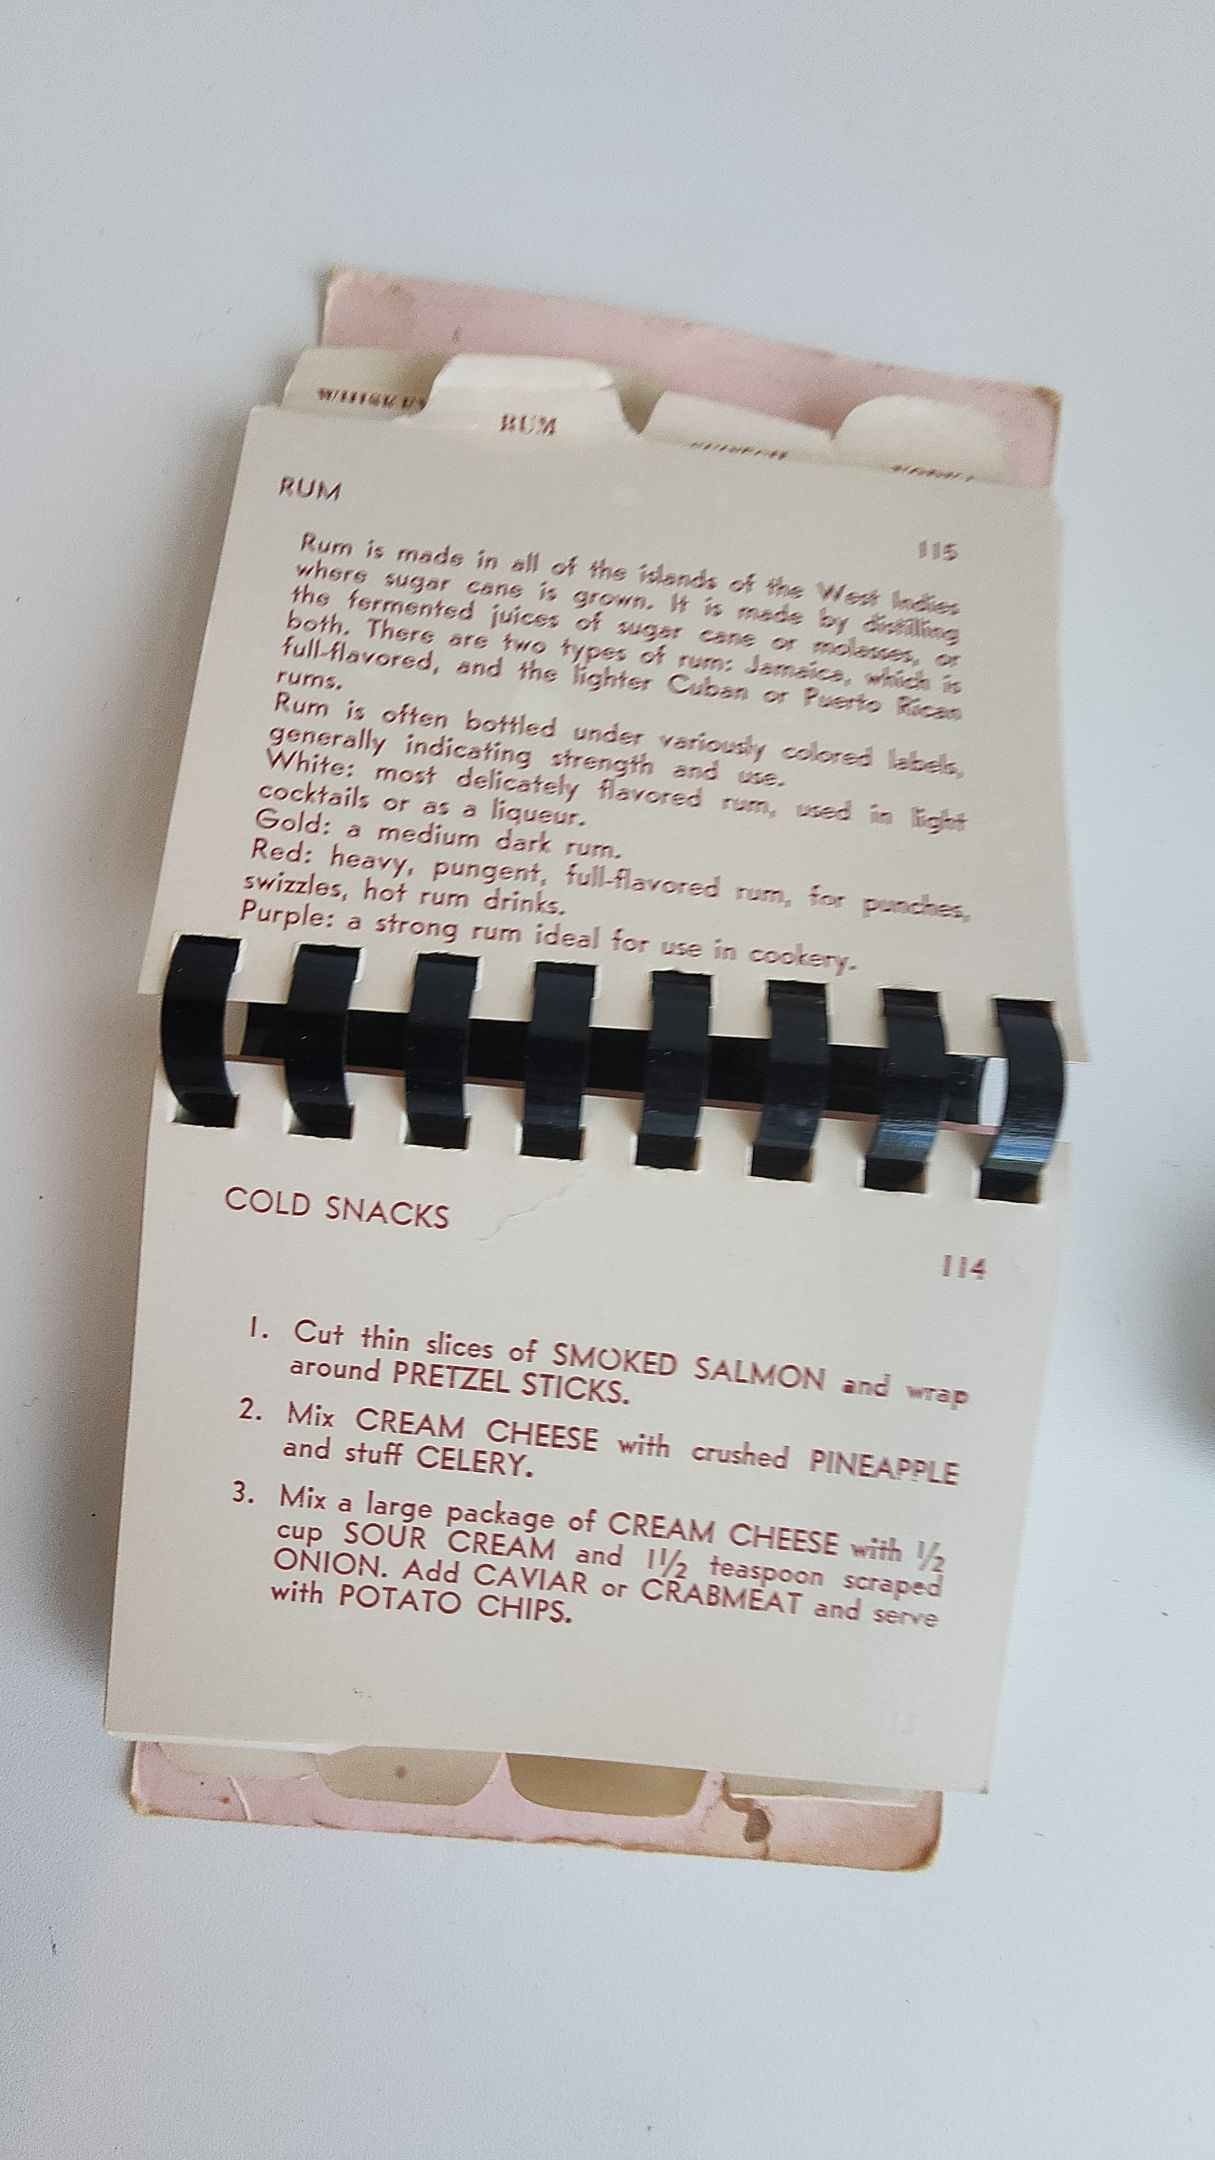 WHISKEY
RUM
RUM
115
Rum is made in all of the islands of the West Indies
where sugar cane is grown. It is made by distilling
the fermented juices of sugar cane or molasses, or
both. There are two types of rum: Jamaica, which is
full-flavored, and the lighter Cuban or Puerto Rican
rums.
Rum is often bottled under variously colored labels,
generally indicating strength and use.
White: most delicately flavored rum, used in light
cocktails or as a liqueur.
Gold: a medium dark rum.
Red: heavy, pungent, full-flavored rum, for punches,
swizzles, hot rum drinks.
Purple: a strong rum ideal for use in cookery.
COLD SNACKS
114
1. Cut thin slices of SMOKED SALMON and wrap
around PRETZEL STICKS.
2. Mix CREAM CHEESE with crushed PINEAPPLE
and stuff CELERY.
3. Mix a large package of CREAM CHEESE with ½
cup SOUR CREAM and 1½ teaspoon scraped
ONION. Add CAVIAR or CRABMEAT and serve
with POTATO CHIPS.